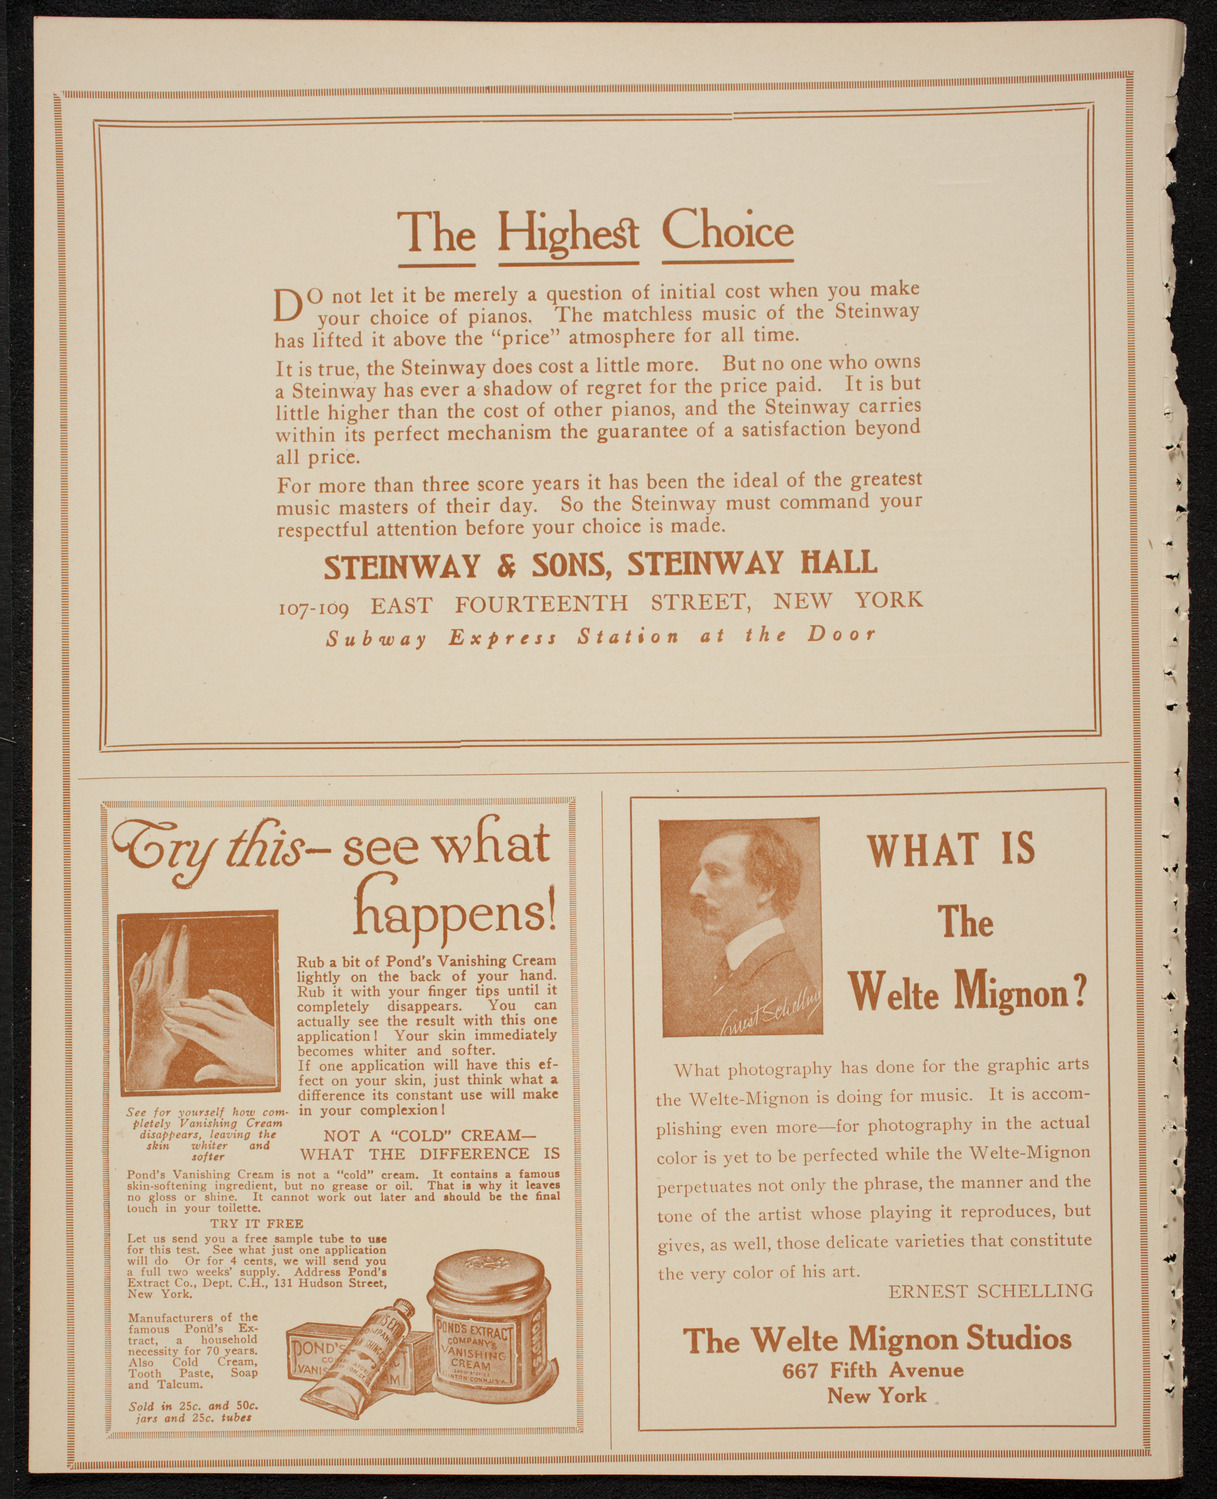 The Highest Choice
DO not let it be merely a question of initial cost when you make
your choice of pianos. The matchless music of the Steinway
has lifted it above the "price" atmosphere for all time.
It is true, the Steinway does cost a little more. But no one who owns
a Steinway has ever a shadow of regret for the price paid. It is but
little higher than the cost of other pianos, and the Steinway carries
within its perfect mechanism the guarantee of a satisfaction beyond
all price.
For more than three score years it has been the ideal of the greatest
music masters of their day. So the Steinway must command your
respectful attention before your choice is made.
STEINWAY & SONS, STEINWAY HALL
107-109 EAST FOURTEENTH STREET, NEW YORK
Subway Express Station at the Door
Try this—see what
happens!
Rub a bit of Pond's Vanishing Cream
lightly on the back of your hand.
Rub it with your finger tips until it
completely disappears. You can
actually see the result with this one
application! Your skin immediately
becomes whiter and softer.
If one application will have this ef-
fect on your skin, just think what a
difference its constant use will make
in your complexion!
See for yourself how com-
pletely Vanishing Cream
disappears, leaving the
skin whiter and
softer
NOT A "COLD" CREAM—
WHAT THE DIFFERENCE IS
Pond's Vanishing Cream is not a "cold" cream. It contains a famous
skin-softening ingredient, but no grease or oil. That is why it leaves
no gloss or shine. It cannot work out later and should be the final
touch in your toilette.
TRY IT FREE
Let us send you a free sample tube to use
for this test. See what just one application
will do. Or for 4 cents, we will send you
a full two weeks' supply. Address Pond's
Extract Co., Dept. C.H., 131 Hudson Street,
New York.
Manufacturers of the
famous Pond's Ex-
tract, a household
necessity for 70 years.
Also Cold Cream,
Tooth Paste, Soap
and Talcum.
Sold in 25c. and 50c.
jars and 25c. tubes
POND'S
VANIS
POND'S EXTRACT
COMPANY'S
VANISHING
CREAM
Ernest Schelling
WHAT IS
The
Welte Mignon?
What photography has done for the graphic arts
the Welte-Mignon is doing for music. It is accom-
plishing even more—for photography in the actual
color is yet to be perfected while the Welte-Mignon
perpetuates not only the phrase, the manner and the
tone of the artist whose playing it reproduces, but
gives, as well, those delicate varieties that constitute
the very color of his art.
ERNEST SCHELLING
The Welte Mignon Studios
667 Fifth Avenue
New York